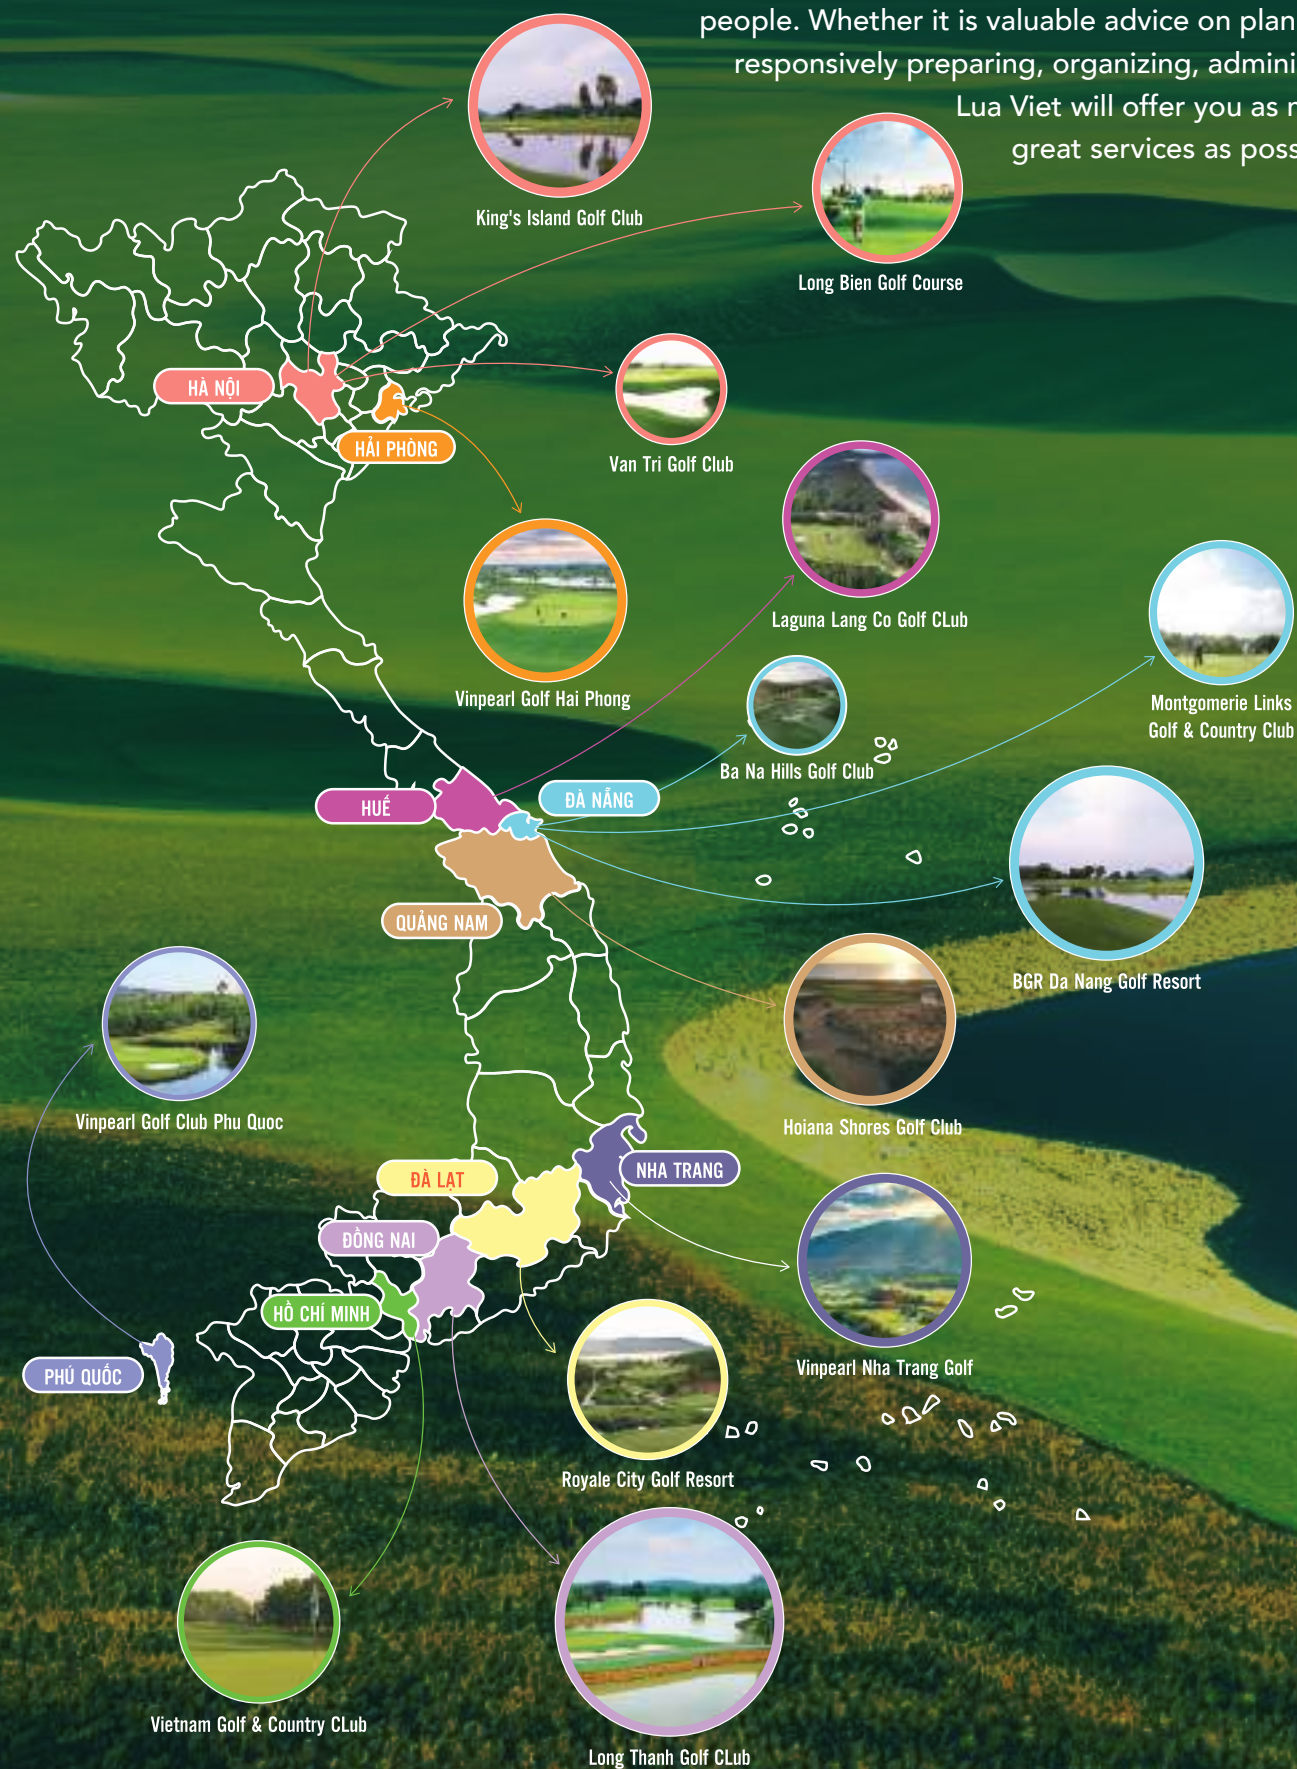 people. Whether it is valuable advice on plan
responsively preparing, organizing, admini
Lua Viet will offer you as
great services as poss
King's Island Golf Club
Long Bien Golf Course
HÀ NỘI
HẢI PHÒNG
Van Tri Golf Club
Laguna Lang Co Golf CLub
Vinpearl Golf Hai Phong
Montgomerie Links
Golf & Country Club
Ba Na Hills Golf Club
HUẾ
ĐÀ NẴNG
QUẢNG NAM
BGR Da Nang Golf Resort
Vinpearl Golf Club Phu Quoc
Hoiana Shores Golf Club
ĐÀ LẠT
NHA TRANG
ĐỒNG NAI
HỒ CHÍ MINH
PHÚ QUỐC
Vinpearl Nha Trang Golf
Royale City Golf Resort
Vietnam Golf & Country CLub
Long Thanh Golf CLub